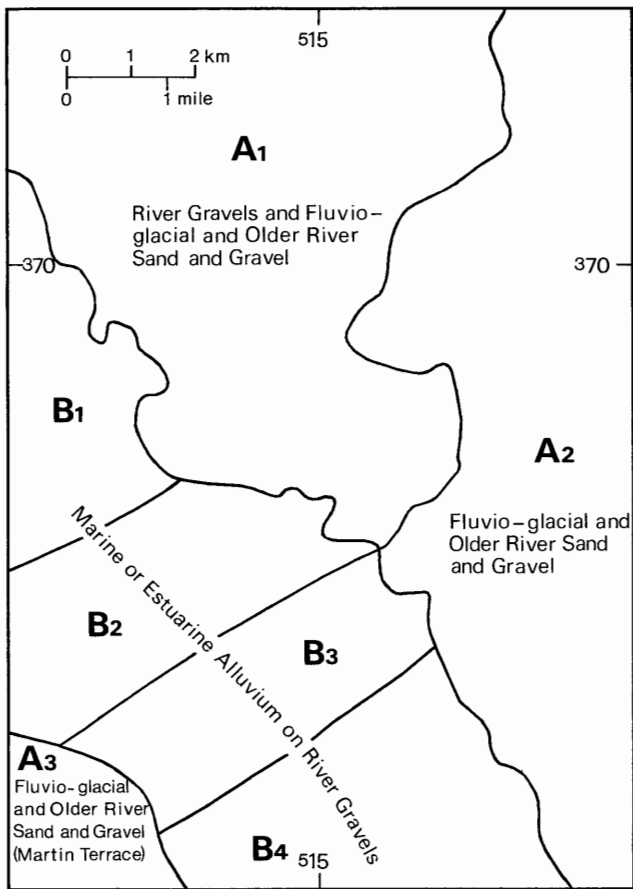 515
0 1 2 km
0 1 mile
A1
River Gravels and Fluvio-
glacial and Older River
Sand and Gravel
370
370
B1
A2
Fluvio-glacial and
Older River Sand
and Gravel
Marine or Estuarine Alluvium on River Gravels
B2
B3
A3
Fluvio-glacial
and Older River
Sand and Gravel
(Martin Terrace)
B4
515